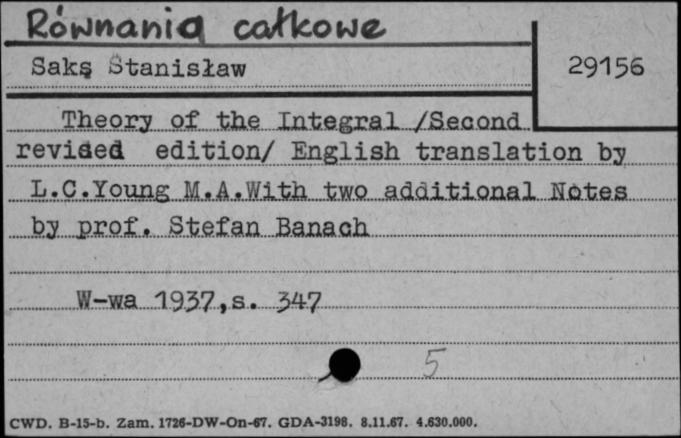 Równania całkowe
Saks Stanisław
29156
Theory of the Integral /Second
revised edition/ English translation by
L.C.Young M.A.With two additional Notes
by prof. Stefan Banach
W-wa 1937,s. 347
5
CWD. B-15-b. Zam. 1726-DW-On-67. GDA-3198. 8.11.67. 4.630.000.